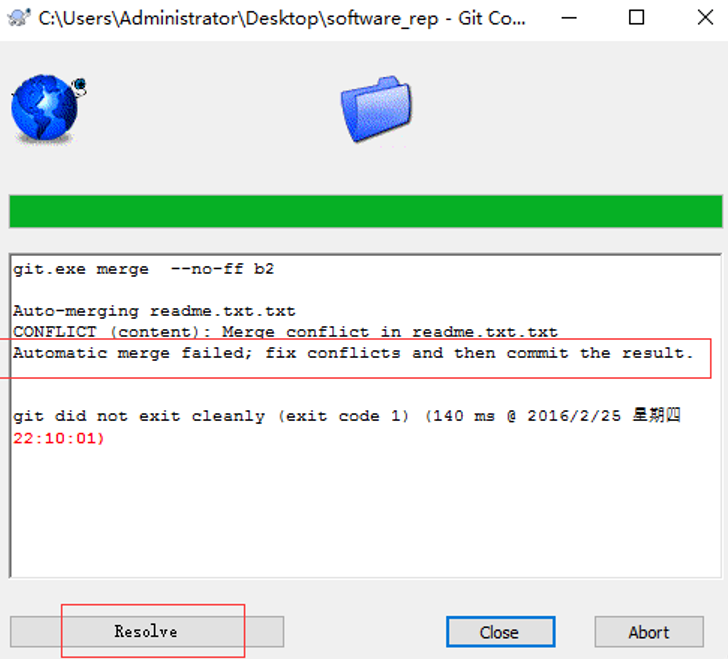 C:\Users\Administrator\Desktop\software_rep - Git Co...
git.exe merge --no-ff b2
Auto-merging readme.txt.txt
CONFLICT (content): Merge conflict in readme.txt.txt
Automatic merge failed; fix conflicts and then commit the result.
git did not exit cleanly (exit code 1) (140 ms @ 2016/2/25 星期四
22:10:01)
Resolve
Close
Abort